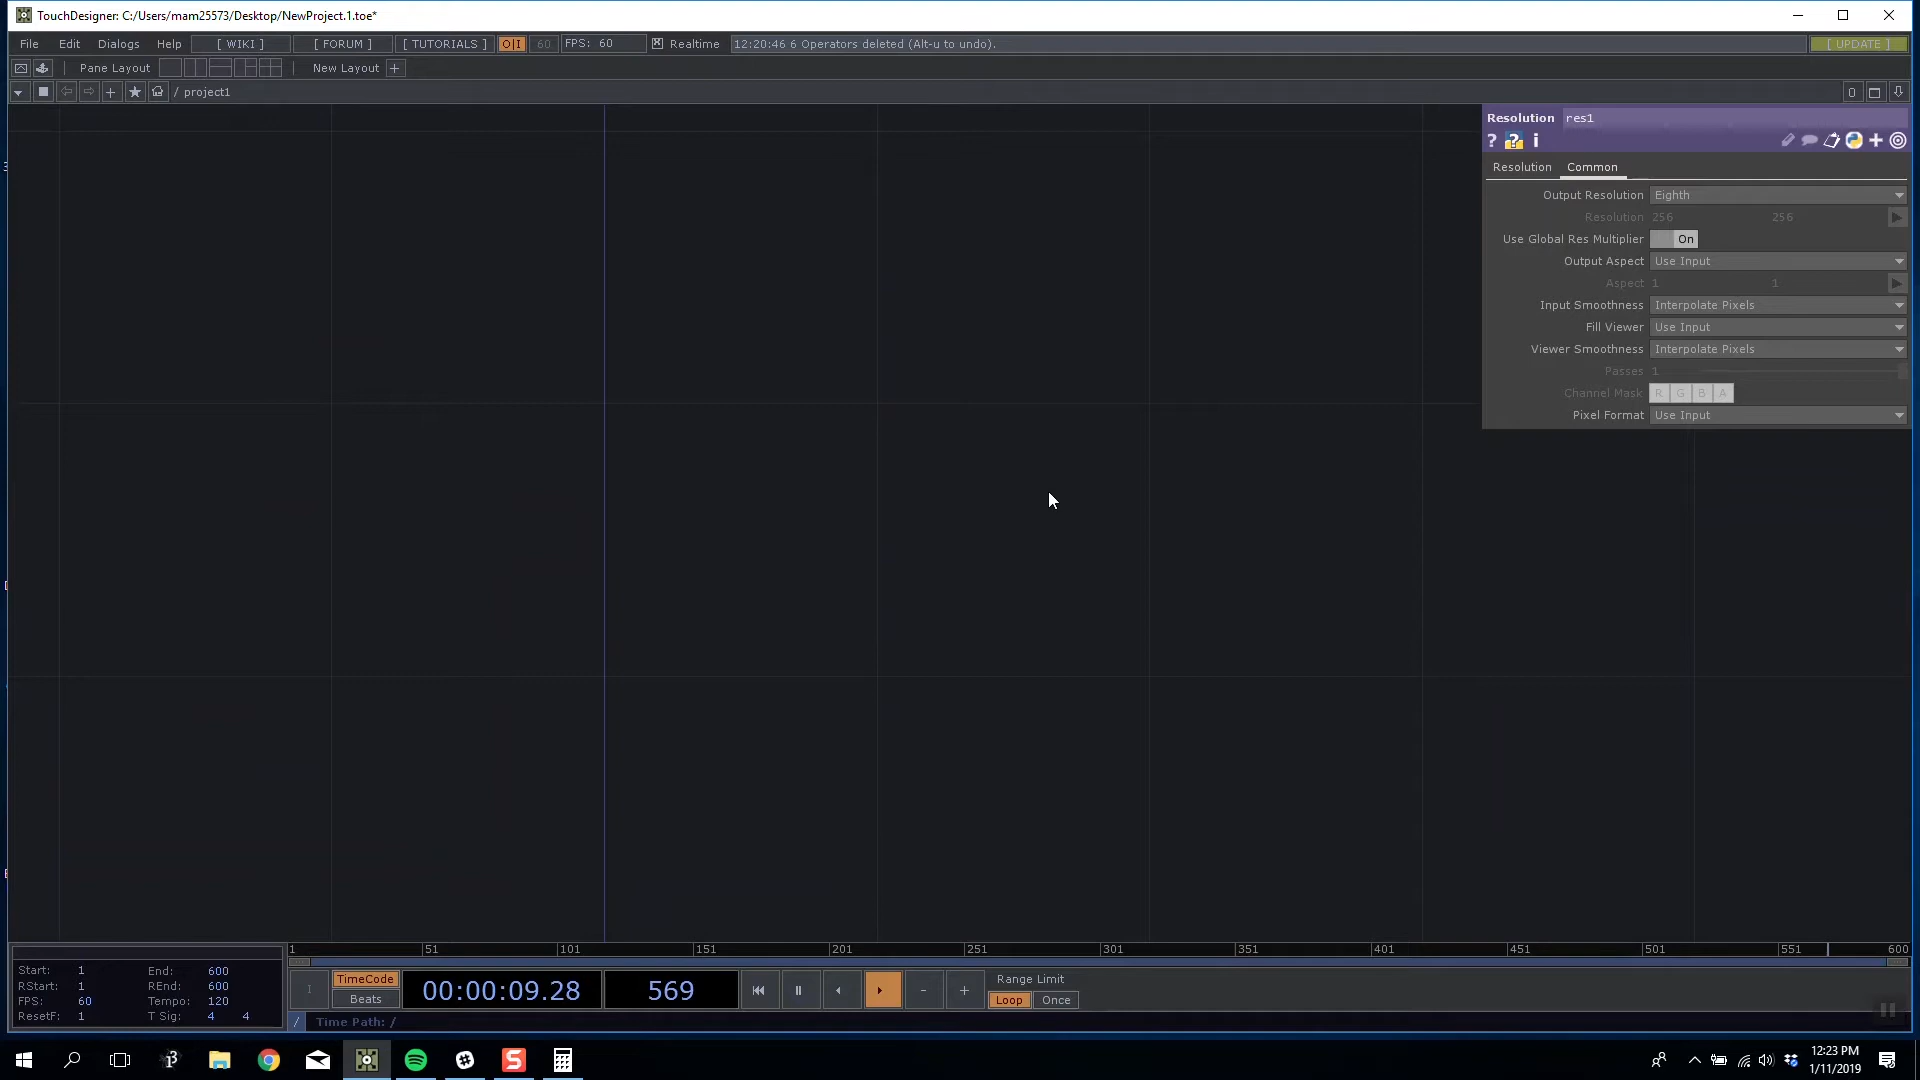 TouchDesigner: C:/Users/mam25573/Desktop/NewProject.1.toe*
File Edit Dialogs Help [ WIKI ] [ FORUM ] [ TUTORIALS ] O|I 60 FPS: 60 Realtime 12:20:46 6 Operators deleted (Alt-u to undo). [ UPDATE ]
Pane Layout New Layout +
/ project1 0
Resolution res1
? ? i
Resolution Common
Output Resolution Eighth
Resolution 256 256
Use Global Res Multiplier On
Output Aspect Use Input
Aspect 1 1
Input Smoothness Interpolate Pixels
Fill Viewer Use Input
Viewer Smoothness Interpolate Pixels
Passes 1
Channel Mask R G B A
Pixel Format Use Input
1 51 101 151 201 251 301 351 401 451 501 551 600
Start: 1 End: 600
RStart: 1 REnd: 600
FPS: 60 Tempo: 120
ResetF: 1 T Sig: 4 4
TimeCode
Beats
00:00:09.28 569
- +
Range Limit
Loop Once
/ Time Path: /
12:23 PM
1/11/2019